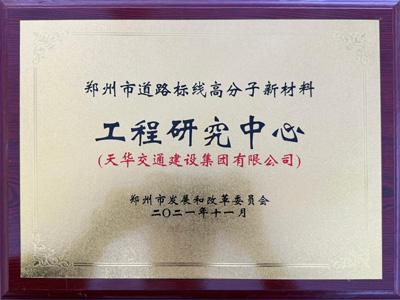 郑州市道路标线高分子新材料
工程研究中心
(天华交通建设集团有限公司)
郑州市发展和改革委员会
二〇二一年十一月